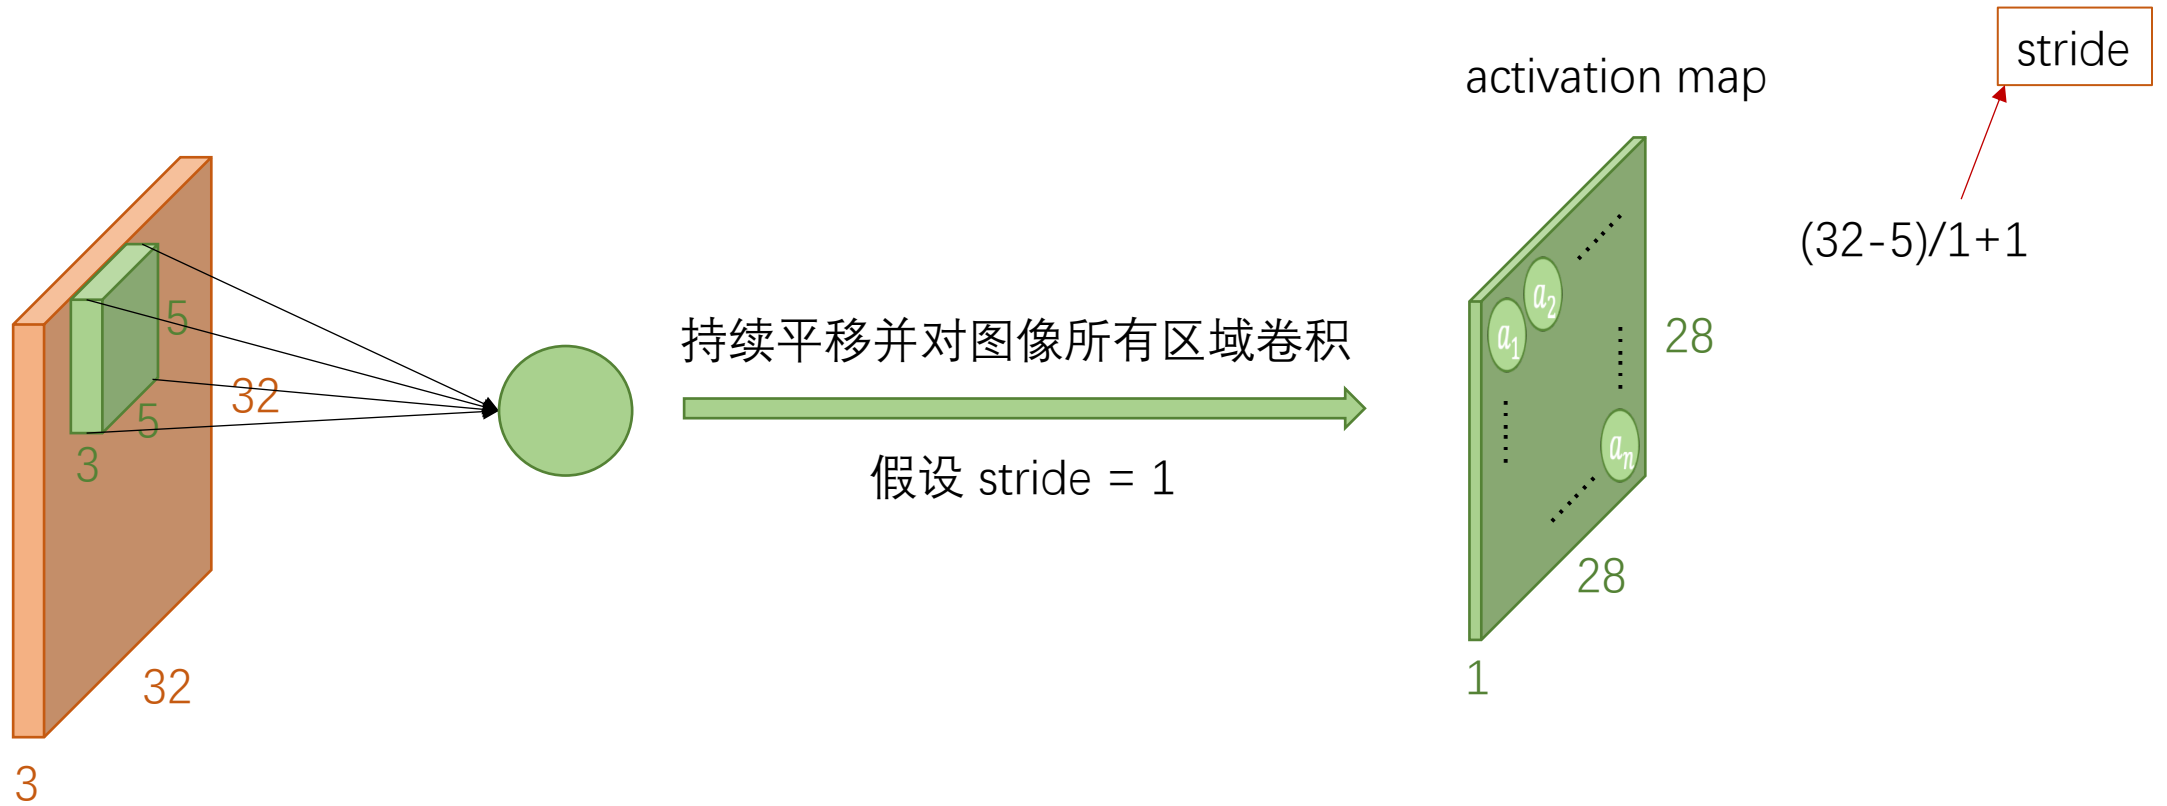 stride
activation map
(32-5)/1+1
5
5
3
32
32
3
持续平移并对图像所有区域卷积
假设 stride = 1
a₂
a₁
aₙ
28
28
1